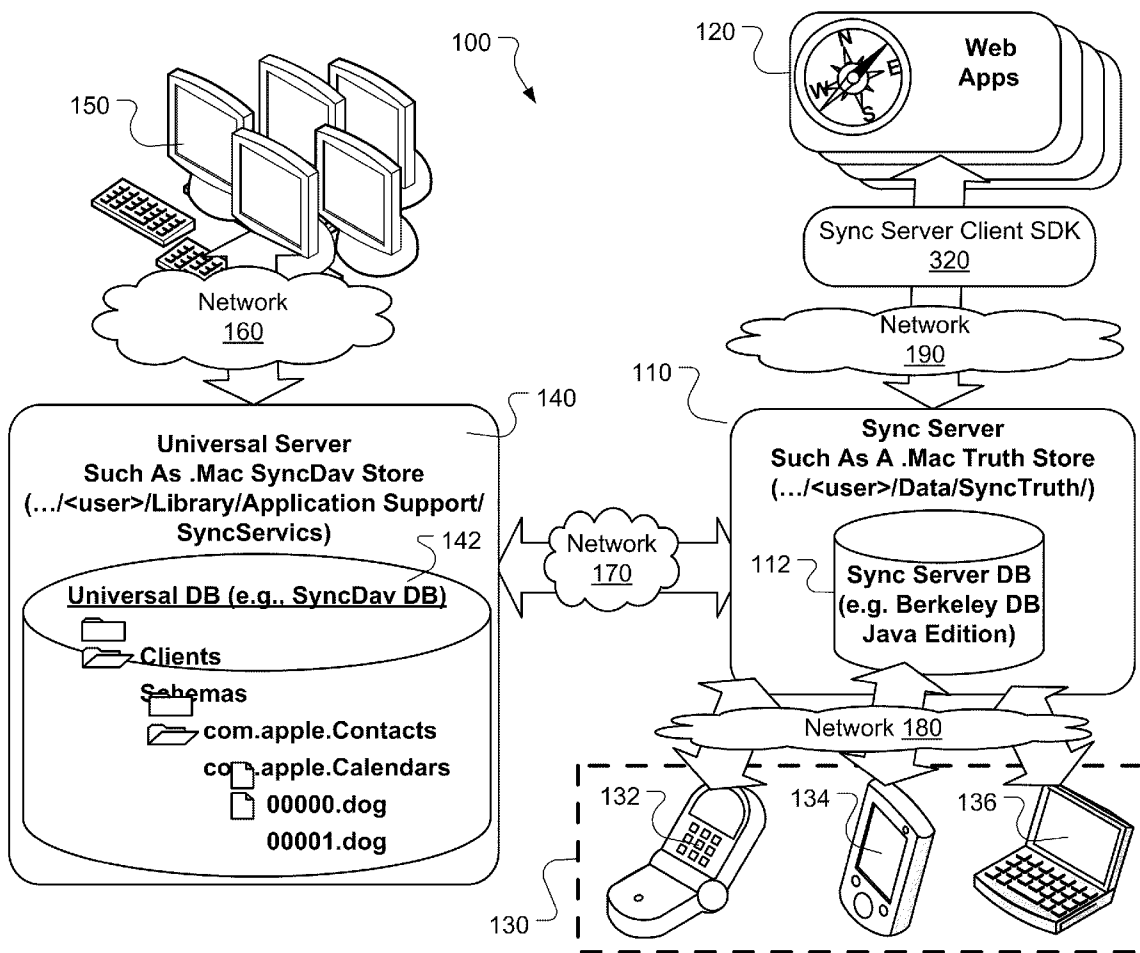 100
150
120
N
E
W
S
Web
Apps
Sync Server Client SDK
320
Network
160
Network
190
110
140
Universal Server
Such As .Mac SyncDav Store
(.../<user>/Library/Application Support/
SyncServics)
142
Universal DB (e.g., SyncDav DB)
Clients
Schemas
com.apple.Contacts
com.apple.Calendars
00000.dog
00001.dog
Network
170
Sync Server
Such As A .Mac Truth Store
(.../<user>/Data/SyncTruth/)
112
Sync Server DB
(e.g. Berkeley DB
Java Edition)
Network 180
132
134
136
130